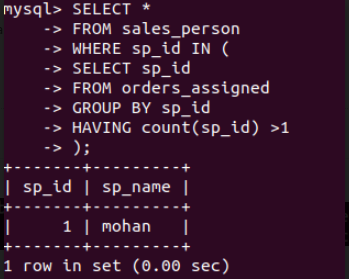 mysql> SELECT *
    -> FROM sales_person
    -> WHERE sp_id IN (
    -> SELECT sp_id
    -> FROM orders_assigned
    -> GROUP BY sp_id
    -> HAVING count(sp_id) >1
    -> );
+-------+---------+
| sp_id | sp_name |
+-------+---------+
|     1 | mohan   |
+-------+---------+
1 row in set (0.00 sec)